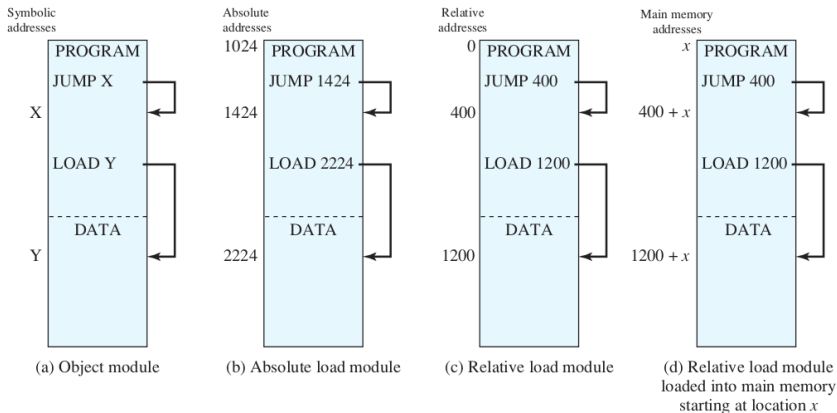 Symbolic
addresses
PROGRAM
JUMP X
X
LOAD Y
DATA
Y
(a) Object module
Absolute
addresses
1024
PROGRAM
JUMP 1424
1424
LOAD 2224
DATA
2224
(b) Absolute load module
Relative
addresses
0
PROGRAM
JUMP 400
400
LOAD 1200
DATA
1200
(c) Relative load module
Main memory
addresses
x
PROGRAM
JUMP 400
400 + x
LOAD 1200
DATA
1200 + x
(d) Relative load module
loaded into main memory
starting at location x